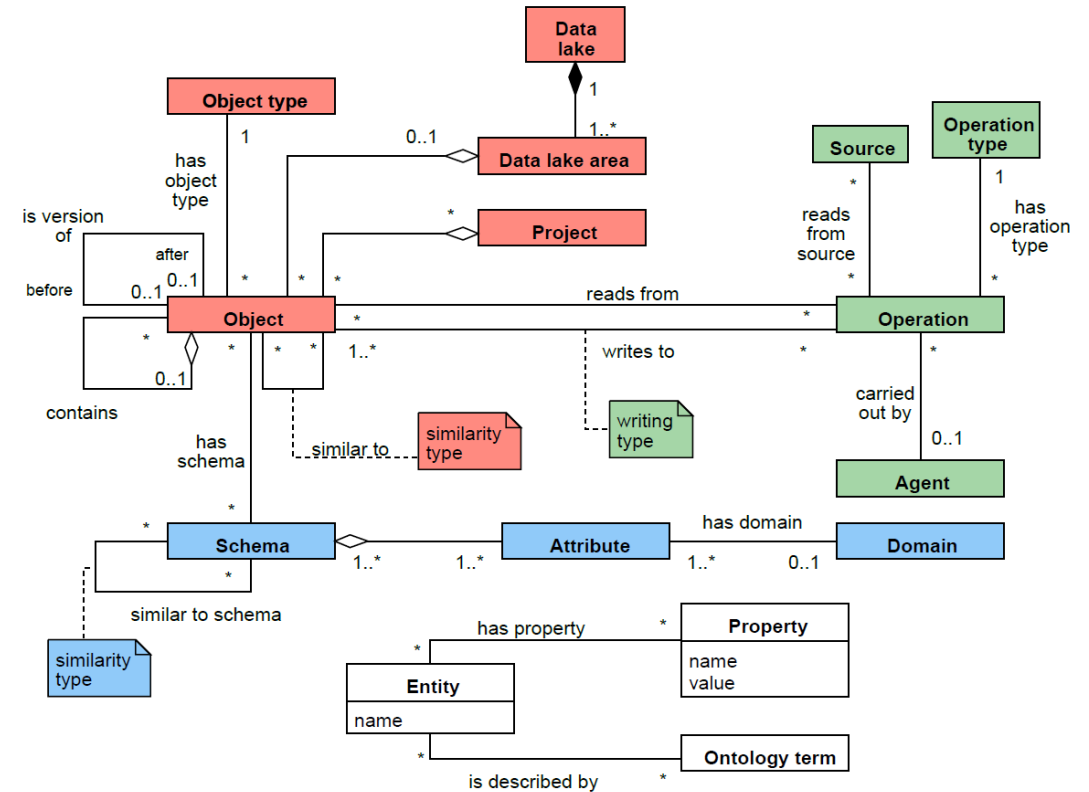 Data
lake
1
1..*
Object type
1
0..1
Data lake area
Source
Operation
type
*
1
has
object
type
*
Project
reads
from
source
has
operation
type
is version
of
after
0..1
before
0..1
*
*
*
*
*
reads from
Object
*
*
Operation
*
0..1
*
*
*
1..*
writes to
*
*
contains
carried
out by
0..1
writing
type
similarity
type
similar to
has
schema
*
Agent
*
Schema
1..*
1..*
Attribute
has domain
1..*
0..1
Domain
*
similar to schema
similarity
type
has property
*
*
Property
name
value
Entity
name
*
is described by
*
Ontology term